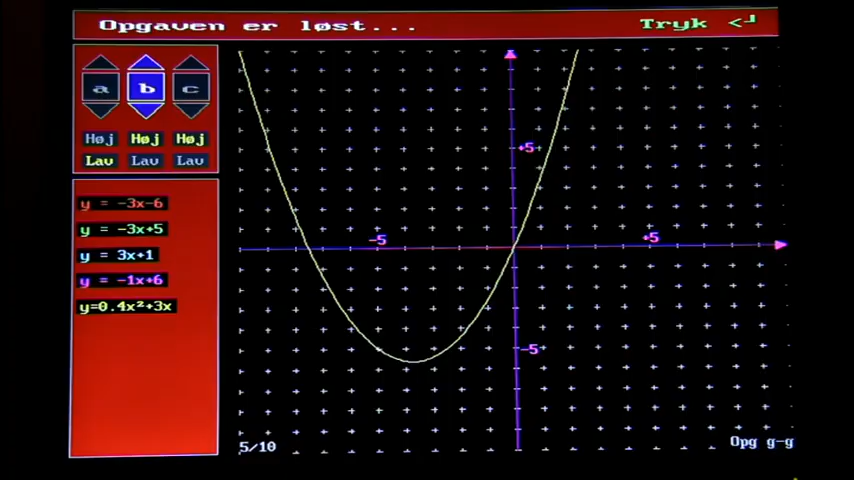 Opgaven er løst... Tryk <┘
a b c
Høj Høj Høj
Lav Lav Lav
y = -3x-6
y = -3x+5
y = 3x+1
y = -1x+6
y=0.4x²+3x
+5
-5 +5
-5
5/10 Opg g-g